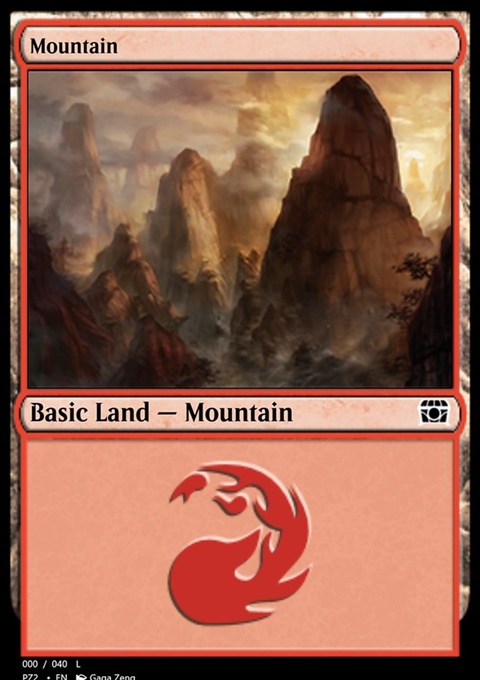 Mountain
Basic Land — Mountain
000 / 040 L
PZ2 • EN Gaga Zeng